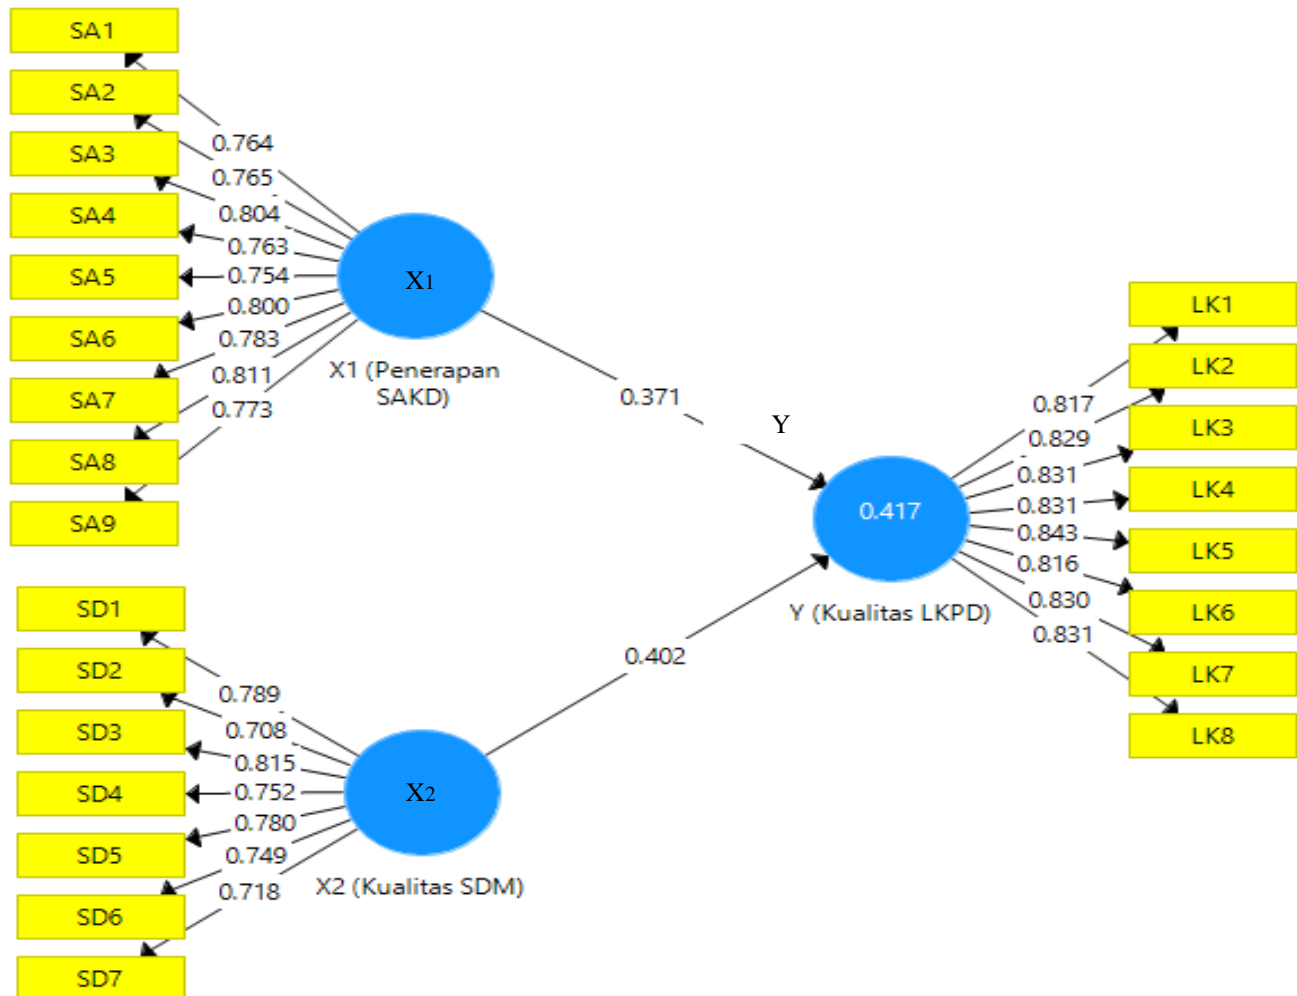 SA1
SA2
SA3
SA4
SA5
SA6
SA7
SA8
SA9
0.764
0.765
0.804
0.763
0.754
0.800
0.783
0.811
0.773
X1
X1 (Penerapan
SAKD)
SD1
SD2
SD3
SD4
SD5
SD6
SD7
0.789
0.708
0.815
0.752
0.780
0.749
0.718
X2
X2 (Kualitas SDM)
0.371
0.402
Y
0.417
Y (Kualitas LKPD)
0.817
0.829
0.831
0.831
0.843
0.816
0.830
0.831
LK1
LK2
LK3
LK4
LK5
LK6
LK7
LK8